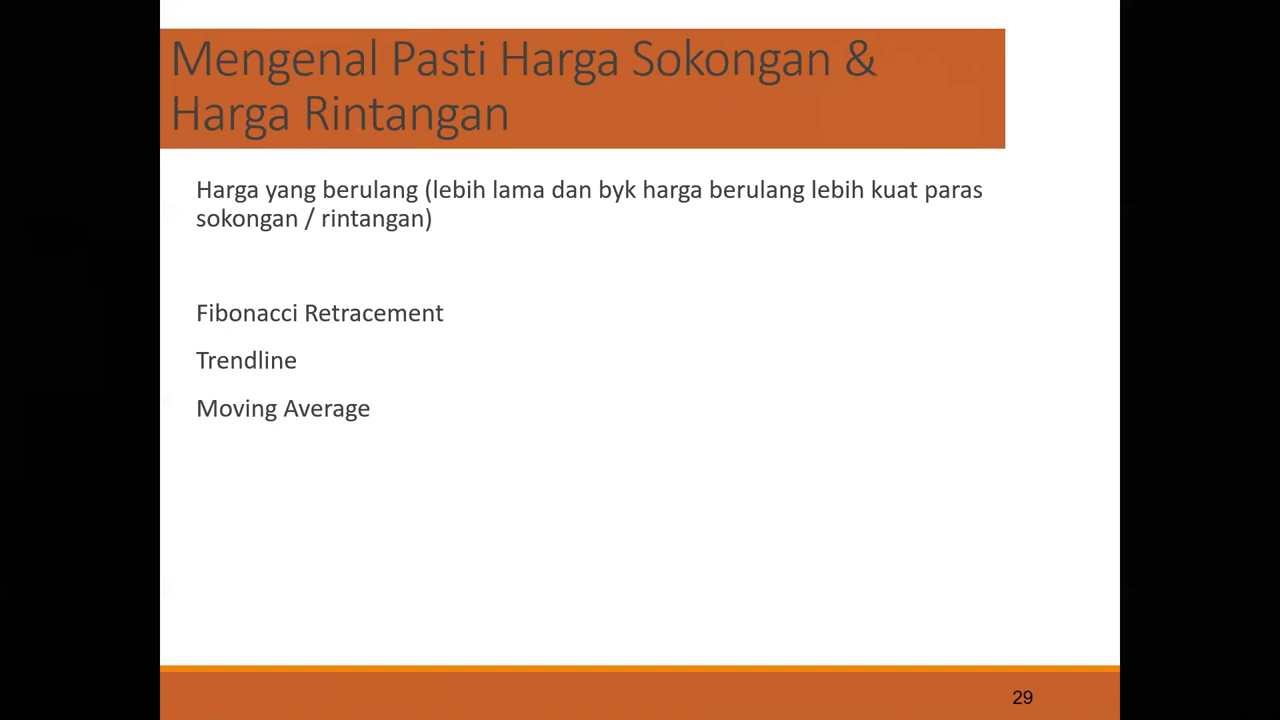 Mengenal Pasti Harga Sokongan &
Harga Rintangan
Harga yang berulang (lebih lama dan byk harga berulang lebih kuat paras
sokongan / rintangan)
Fibonacci Retracement
Trendline
Moving Average
29